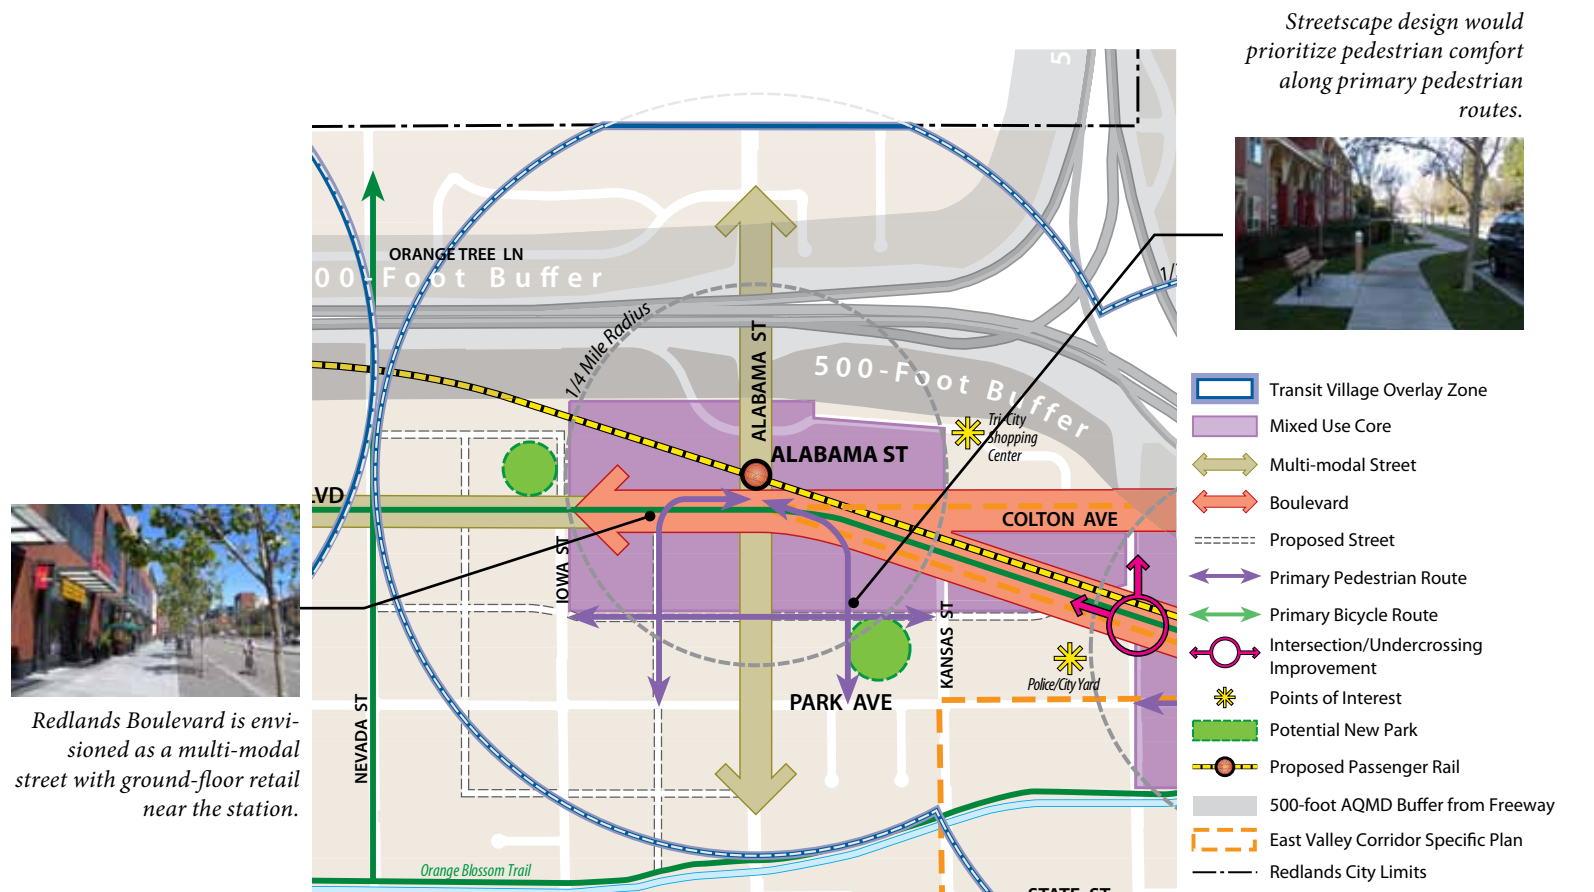 Streetscape design would
prioritize pedestrian comfort
along primary pedestrian
routes.
5
ORANGE TREE LN
00-Foot Buffer
1/4 Mile Radius
ALABAMA ST
500-Foot Buffer
1/
Tri-City
Shopping
Center
ALABAMA ST
LVD
COLTON AVE
IOWA ST
KANSAS ST
Police/City Yard
PARK AVE
NEVADA ST
Orange Blossom Trail
STATE ST
Redlands Boulevard is envi-
sioned as a multi-modal
street with ground-floor retail
near the station.
Transit Village Overlay Zone
Mixed Use Core
Multi-modal Street
Boulevard
Proposed Street
Primary Pedestrian Route
Primary Bicycle Route
Intersection/Undercrossing
Improvement
Points of Interest
Potential New Park
Proposed Passenger Rail
500-foot AQMD Buffer from Freeway
East Valley Corridor Specific Plan
Redlands City Limits